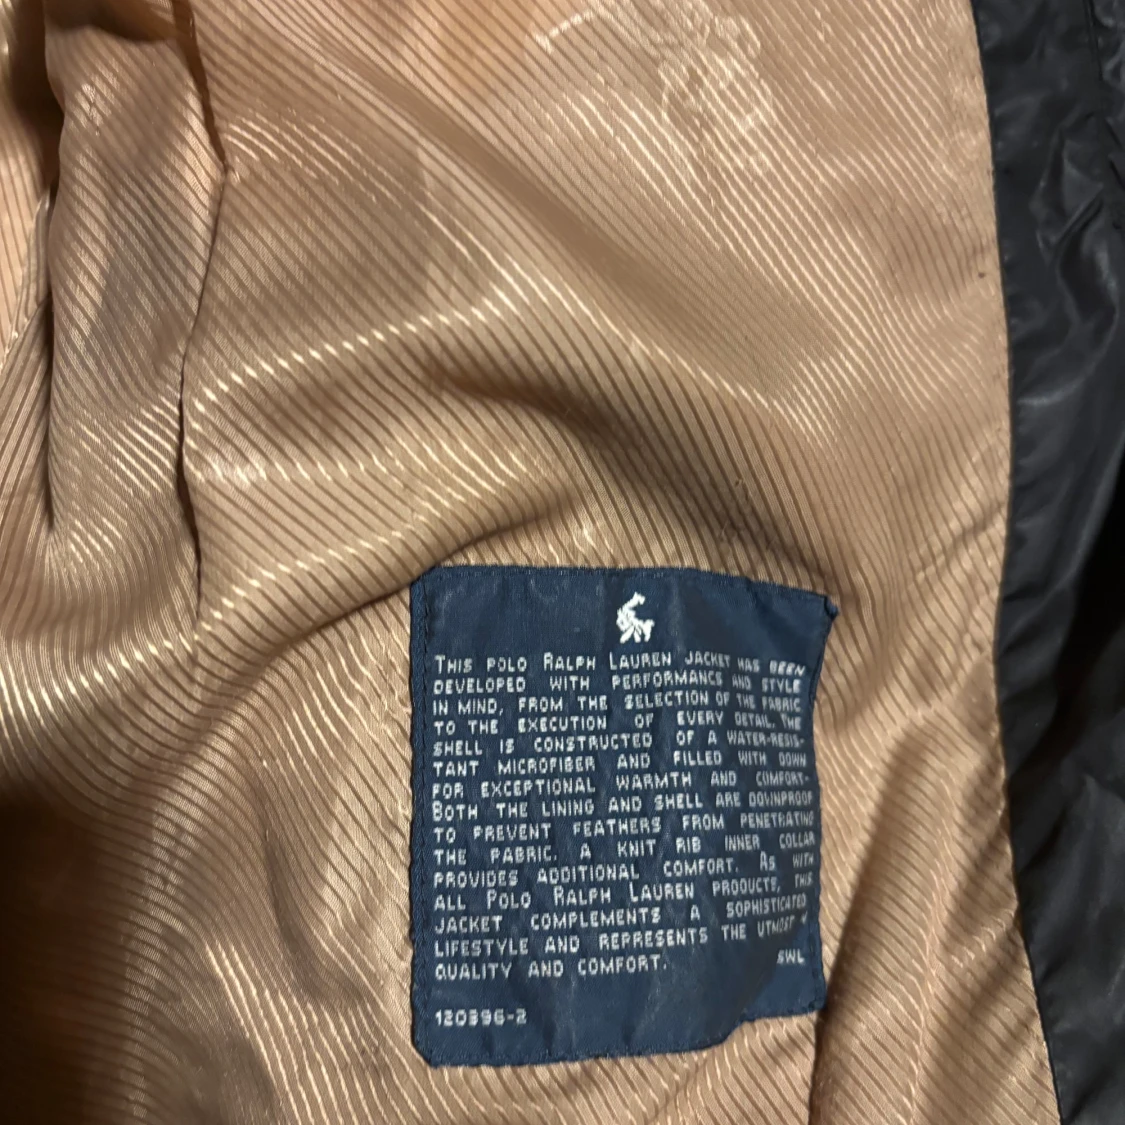 THIS POLO RALPH LAUREN JACKET HAS BEEN
DEVELOPED WITH PERFORMANCE AND STYLE
IN MIND, FROM THE SELECTION OF THE FABRIC
TO THE EXECUTION OF EVERY DETAIL. THE
SHELL IS CONSTRUCTED OF A WATER-RESIS-
TANT MICROFIBER AND FILLED WITH DOWN
FOR EXCEPTIONAL WARMTH AND COMFORT.
BOTH THE LINING AND SHELL ARE DOWNPROOF
TO PREVENT FEATHERS FROM PENETRATING
THE FABRIC. A KNIT RIB INNER COLLAR
PROVIDES ADDITIONAL COMFORT. AS WITH
ALL POLO RALPH LAUREN PRODUCTS, THIS
JACKET COMPLEMENTS A SOPHISTICATED
LIFESTYLE AND REPRESENTS THE UTMOST
QUALITY AND COMFORT. SWL
120396-2